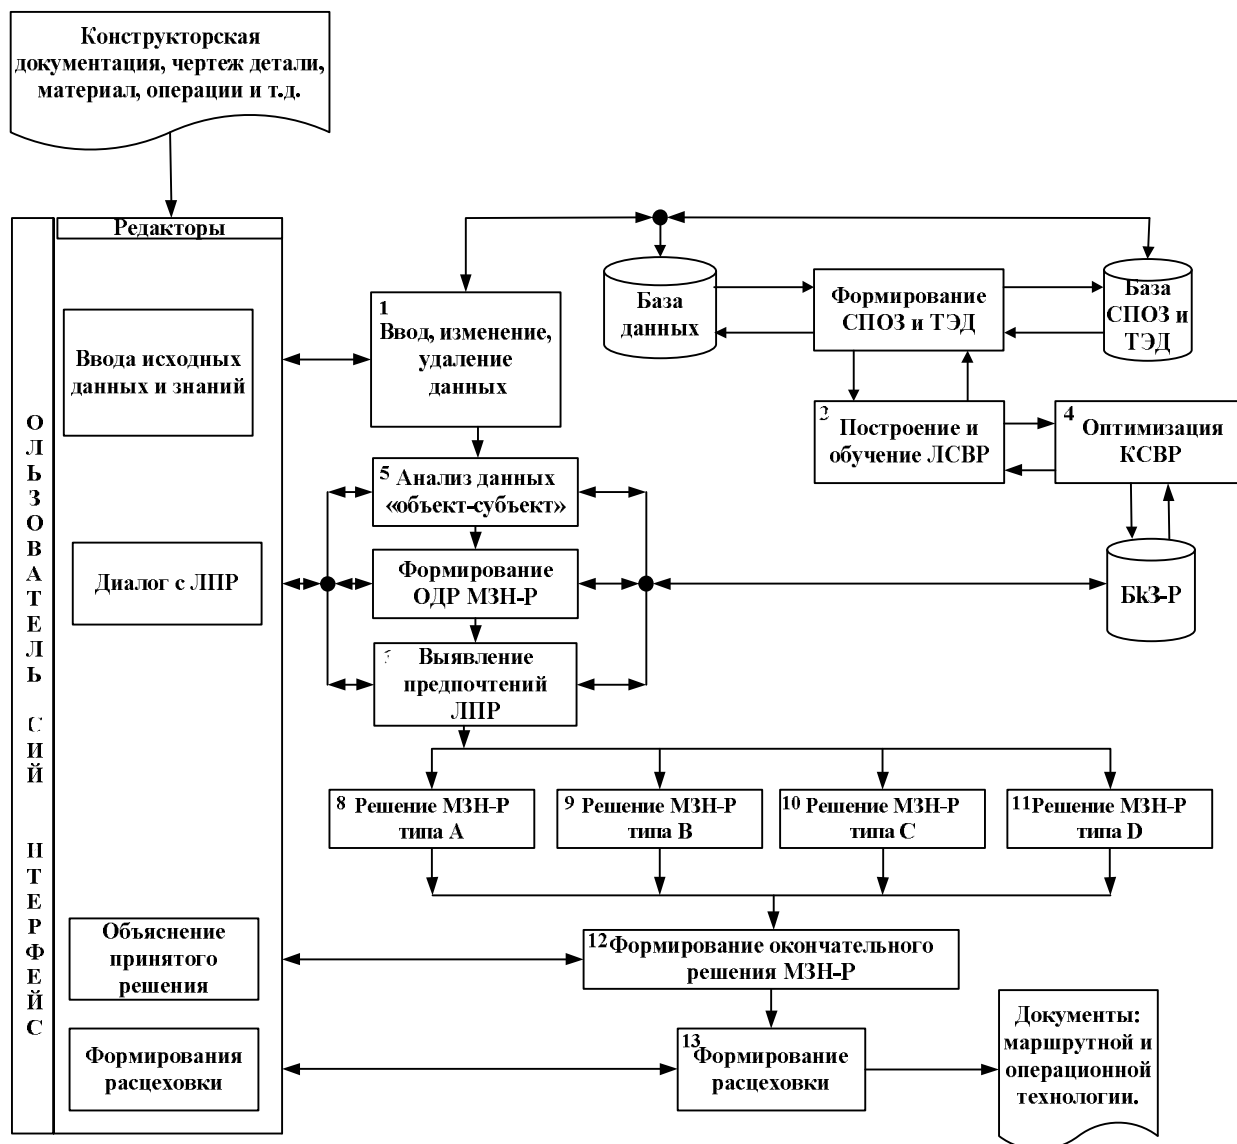 Конструкторская
документация, чертеж детали,
материал, операции и т.д.
Редакторы
Ввода исходных
данных и знаний
Диалог с ЛПР
Объяснение
принятого
решения
Формирования
расцеховки
ОЛЬЗОВАТЕЛЬ СИЙ ТЕРФЕЙС
1
Ввод, изменение,
удаление
данных
База
данных
Формирование
СПОЗ и ТЭД
База
СПОЗ и
ТЭД
Построение и
обучение ЛСВР
4 Оптимизация
КСВР
БkЗ-Р
5 Анализ данных
«объект-субъект»
Формирование
ОДР МЗН-Р
Выявление
предпочтений
ЛПР
8 Решение МЗН-Р
типа A
9 Решение МЗН-Р
типа B
10 Решение МЗН-Р
типа C
11 Решение МЗН-Р
типа D
12 Формирование окончательного
решения МЗН-Р
13
Формирование
расцеховки
Документы:
маршрутной и
операционной
технологии.